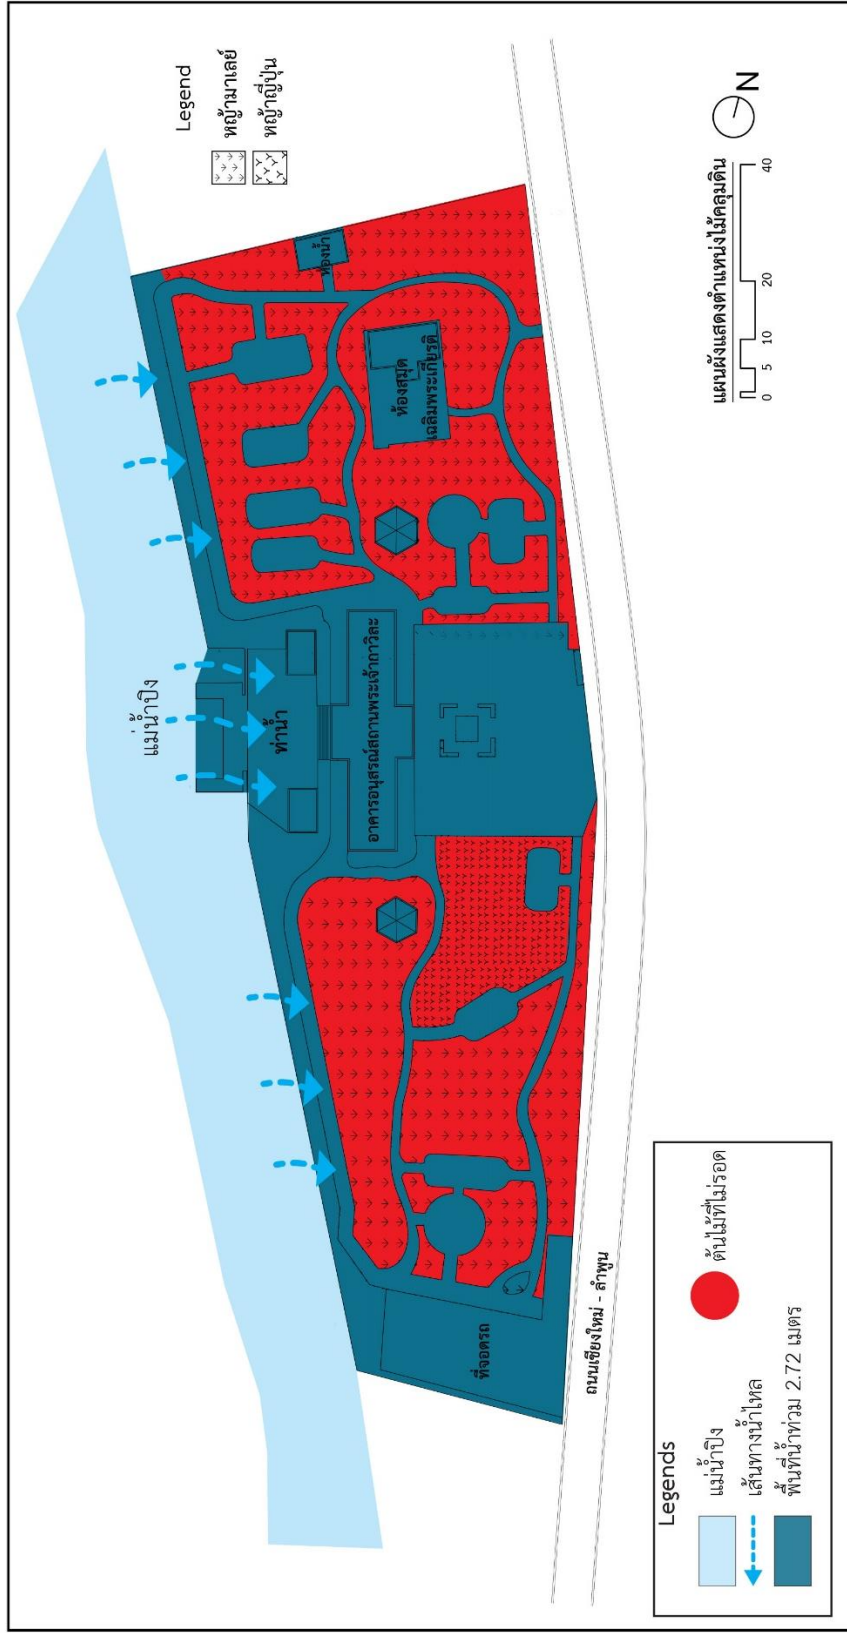 แม่น้ำปิง
ท่าน้ำ
อาคารอนุสรณ์สถานพระเจ้ากาวิละ
ห้องน้ำ
ห้องสมุด
เฉลิมพระเกียรติ
ที่จอดรถ
ถนนเชียงใหม่ - ลำพูน
Legend
หญ้ามาเลย์
หญ้าญี่ปุ่น
Legends
แม่น้ำปิง
เส้นทางน้ำไหล
พื้นที่น้ำท่วม 2.72 เมตร
ต้นไม้ที่ไม่รอด
แผนผังแสดงตำแหน่งไม้คลุมดิน
0 5 10 20 40
N